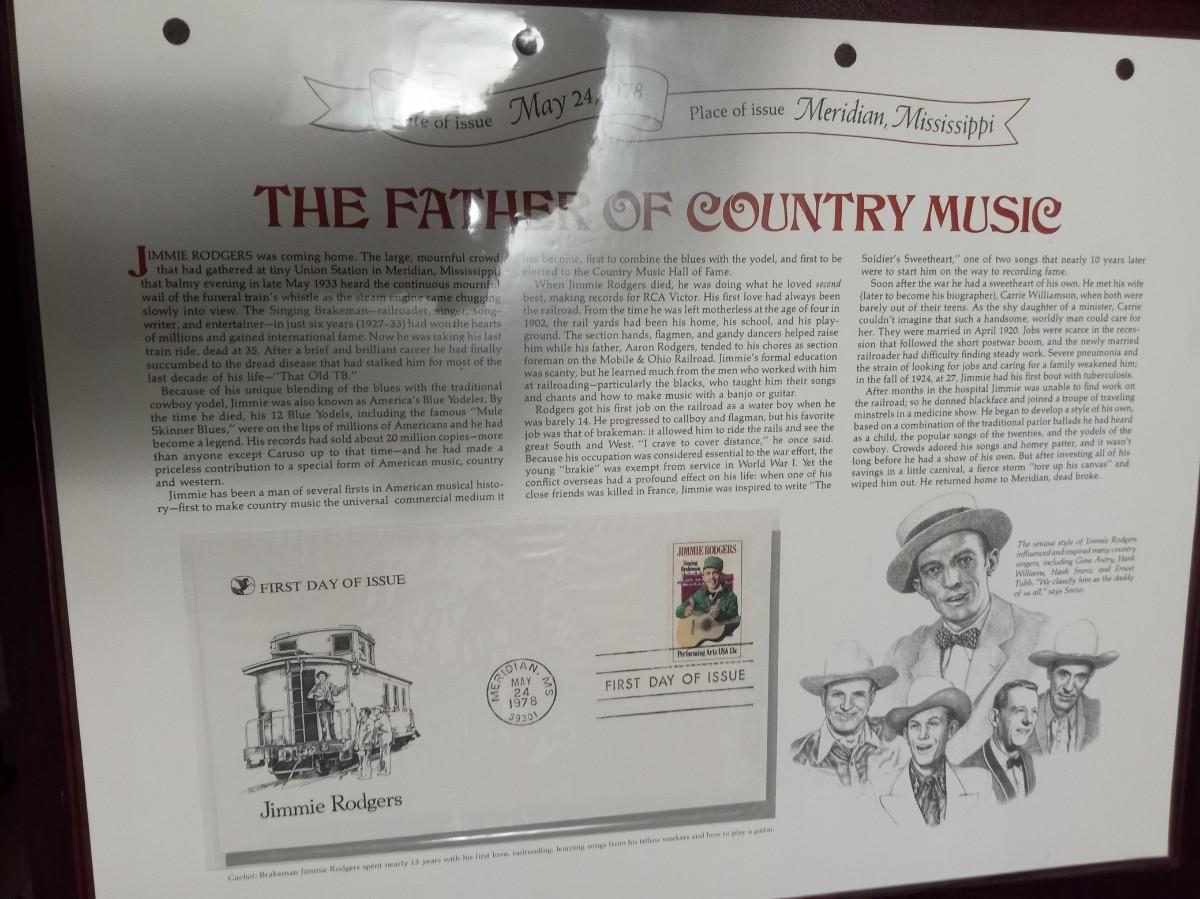 of issue May 24, 1978
Place of issue Meridian, Mississippi
THE FATHER OF COUNTRY MUSIC
JIMMIE RODGERS was coming home. The large, mournful crowd
that had gathered at tiny Union Station in Meridian, Mississippi
that balmy evening in late May 1933 heard the continuous mournful
wail of the funeral train's whistle as the steam engine came chugging
slowly into view. The Singing Brakeman—railroader, singer, song-
writer, and entertainer—in just six years (1927–33) had won the hearts
of millions and gained international fame. Now he was taking his last
train ride, dead at 35. After a brief and brilliant career he had finally
succumbed to the dread disease that had stalked him for most of the
last decade of his life—"That Old TB."
Because of his unique blending of the blues with the traditional
cowboy yodel, Jimmie was also known as America's Blue Yodeler. By
the time he died, his 12 Blue Yodels, including the famous "Mule
Skinner Blues," were on the lips of millions of Americans and he had
become a legend. His records had sold about 20 million copies—more
than anyone except Caruso up to that time—and he had made a
priceless contribution to a special form of American music, country
and western.
Jimmie has been a man of several firsts in American musical histo-
ry—first to make country music the universal commercial medium it
has become, first to combine the blues with the yodel, and first to be
elected to the Country Music Hall of Fame.
When Jimmie Rodgers died, he was doing what he loved second
best, making records for RCA Victor. His first love had always been
the railroad. From the time he was left motherless at the age of four in
1902, the rail yards had been his home, his school, and his play-
ground. The section hands, flagmen, and gandy dancers helped raise
him while his father, Aaron Rodgers, tended to his chores as section
foreman on the Mobile & Ohio Railroad. Jimmie's formal education
was scanty, but he learned much from the men who worked with him
at railroading—particularly the blacks, who taught him their songs
and chants and how to make music with a banjo or guitar.
Rodgers got his first job on the railroad as a water boy when he
was barely 14. He progressed to callboy and flagman, but his favorite
job was that of brakeman: it allowed him to ride the rails and see the
great South and West. "I crave to cover distance," he once said.
Because his occupation was considered essential to the war effort, the
young "brakie" was exempt from service in World War I. Yet the
conflict overseas had a profound effect on his life: when one of his
close friends was killed in France, Jimmie was inspired to write "The
Soldier's Sweetheart," one of two songs that nearly 10 years later
were to start him on the way to recording fame.
Soon after the war he had a sweetheart of his own. He met his wife
(later to become his biographer), Carrie Williamson, when both were
barely out of their teens. As the shy daughter of a minister, Carrie
couldn't imagine that such a handsome, worldly man could care for
her. They were married in April 1920. Jobs were scarce in the reces-
sion that followed the short postwar boom, and the newly married
railroader had difficulty finding steady work. Severe pneumonia and
the strain of looking for jobs and caring for a family weakened him;
in the fall of 1924, at 27, Jimmie had his first bout with tuberculosis.
After months in the hospital Jimmie was unable to find work on
the railroad; so he donned blackface and joined a troupe of traveling
minstrels in a medicine show. He began to develop a style of his own,
based on a combination of the traditional parlor ballads he had heard
as a child, the popular songs of the twenties, and the yodels of the
cowboy. Crowds adored his songs and homey patter, and it wasn't
long before he had a show of his own. But after investing all of his
savings in a little carnival, a fierce storm "tore up his canvas" and
wiped him out. He returned home to Meridian, dead broke.
The unique style of Jimmie Rodgers
influenced and inspired many country
singers, including Gene Autry, Hank
Williams, Hank Snow, and Ernest
Tubb. "We classify him as the daddy
of us all," says Snow.
FIRST DAY OF ISSUE
JIMMIE RODGERS
Singing
Brakeman
Performing Arts USA 13c
MERIDIAN, MS
MAY
24
1978
39301
FIRST DAY OF ISSUE
Jimmie Rodgers
Cachet: Brakeman Jimmie Rodgers spent nearly 13 years with his first love, railroading, learning songs from his fellow workers and how to play a guitar.